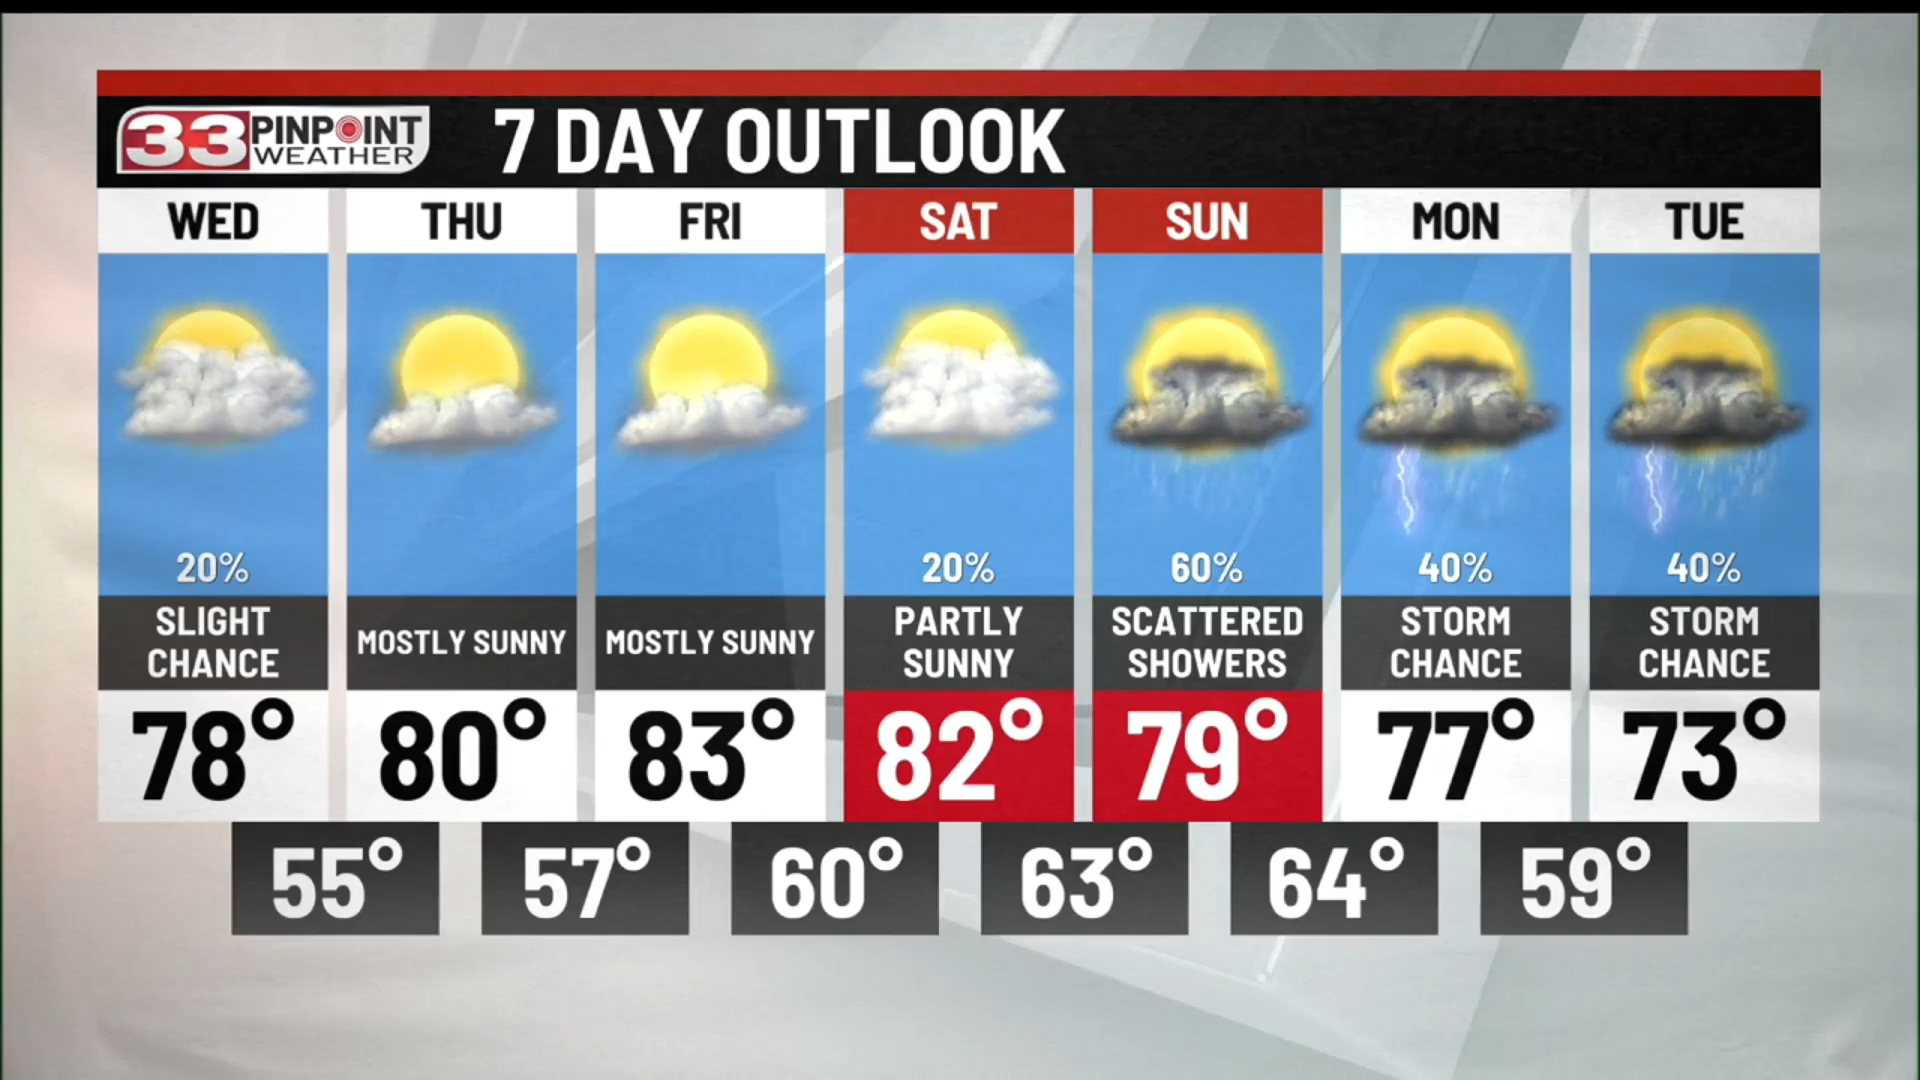 33 PINPOINT WEATHER
7 DAY OUTLOOK
WED THU FRI SAT SUN MON TUE
20% 20% 60% 40% 40%
SLIGHT CHANCE MOSTLY SUNNY MOSTLY SUNNY PARTLY SUNNY SCATTERED SHOWERS STORM CHANCE STORM CHANCE
78° 80° 83° 82° 79° 77° 73°
55° 57° 60° 63° 64° 59°